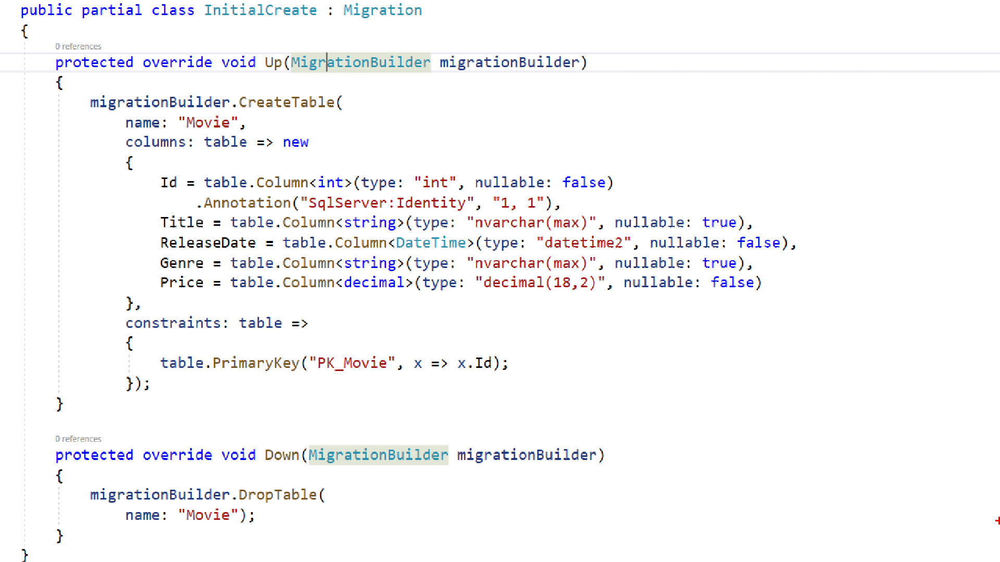 public partial class InitialCreate : Migration
{
0 references
protected override void Up(MigrationBuilder migrationBuilder)
{
migrationBuilder.CreateTable(
name: "Movie",
columns: table => new
{
Id = table.Column<int>(type: "int", nullable: false)
.Annotation("SqlServer:Identity", "1, 1"),
Title = table.Column<string>(type: "nvarchar(max)", nullable: true),
ReleaseDate = table.Column<DateTime>(type: "datetime2", nullable: false),
Genre = table.Column<string>(type: "nvarchar(max)", nullable: true),
Price = table.Column<decimal>(type: "decimal(18,2)", nullable: false)
},
constraints: table =>
{
table.PrimaryKey("PK_Movie", x => x.Id);
});
}
0 references
protected override void Down(MigrationBuilder migrationBuilder)
{
migrationBuilder.DropTable(
name: "Movie");
}
}